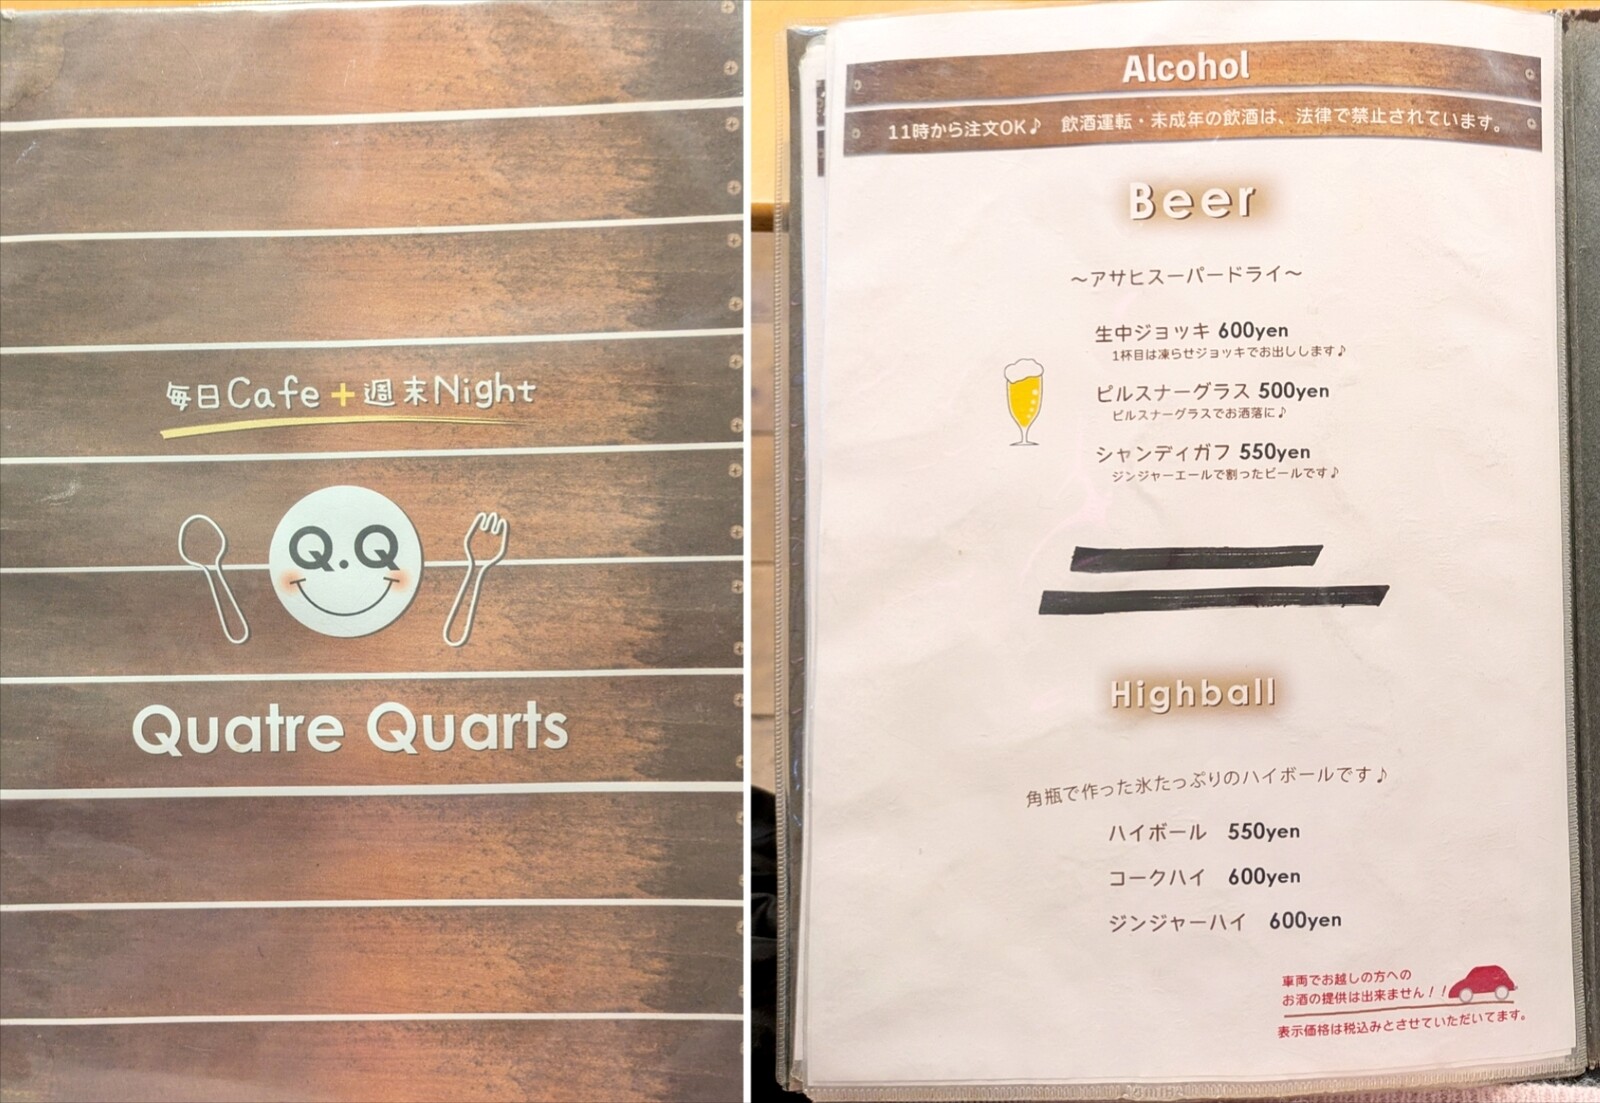 毎日Cafe+週末Night
Q.Q
Quatre Quarts
Alcohol
11時から注文OK♪ 飲酒運転・未成年の飲酒は、法律で禁止されています。
Beer
～アサヒスーパードライ～
生中ジョッキ 600yen
1杯目は凍らせジョッキでお出しします♪
ピルスナーグラス 500yen
ピルスナーグラスでお洒落に♪
シャンディガフ 550yen
ジンジャーエールで割ったビールです♪
Highball
角瓶で作った氷たっぷりのハイボールです♪
ハイボール 550yen
コークハイ 600yen
ジンジャーハイ 600yen
車両でお越しの方への
お酒の提供は出来ません！！
表示価格は税込みとさせていただいてます。